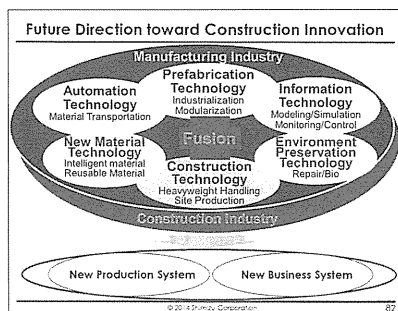 Future Direction toward Construction Innovation
Manufacturing Industry
Prefabrication
Technology
Industrialization
Modularization
Automation
Technology
Material Transportation
Information
Technology
Modeling/Simulation
Monitoring/Control
Fusion
New Material
Technology
Intelligent material
Reusable Material
Construction
Technology
Heavyweight Handling
Site Production
Environment
Preservation
Technology
Repair/Bio
Construction Industry
New Production System
New Business System
© 2014 Shimizu Corporation
82